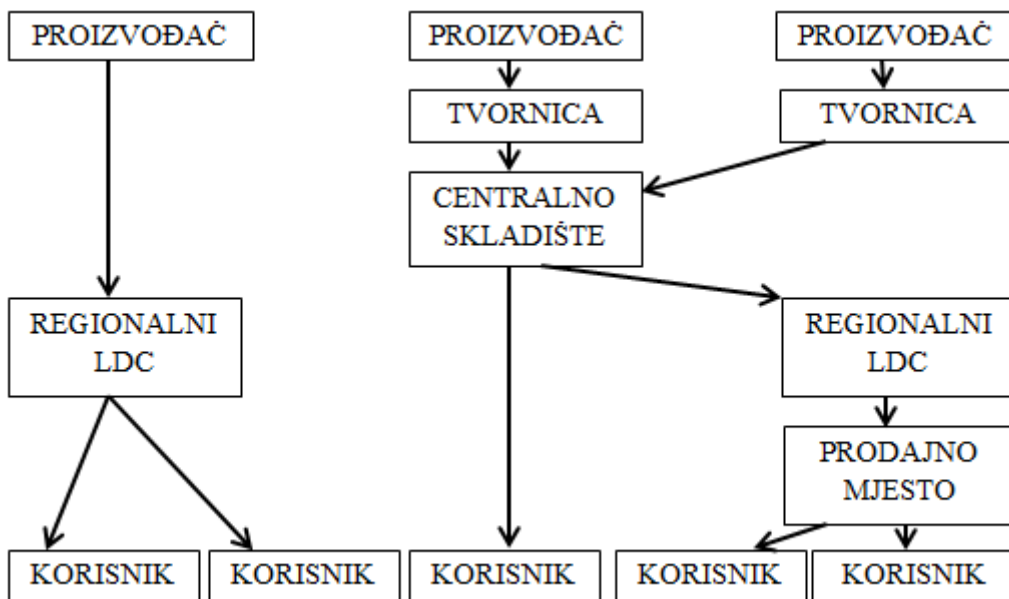 PROIZVOĐAČ
PROIZVOĐAČ
PROIZVOĐAČ
TVORNICA
TVORNICA
CENTRALNO
SKLADIŠTE
REGIONALNI
LDC
REGIONALNI
LDC
PRODAJNO
MJESTO
KORISNIK
KORISNIK
KORISNIK
KORISNIK
KORISNIK